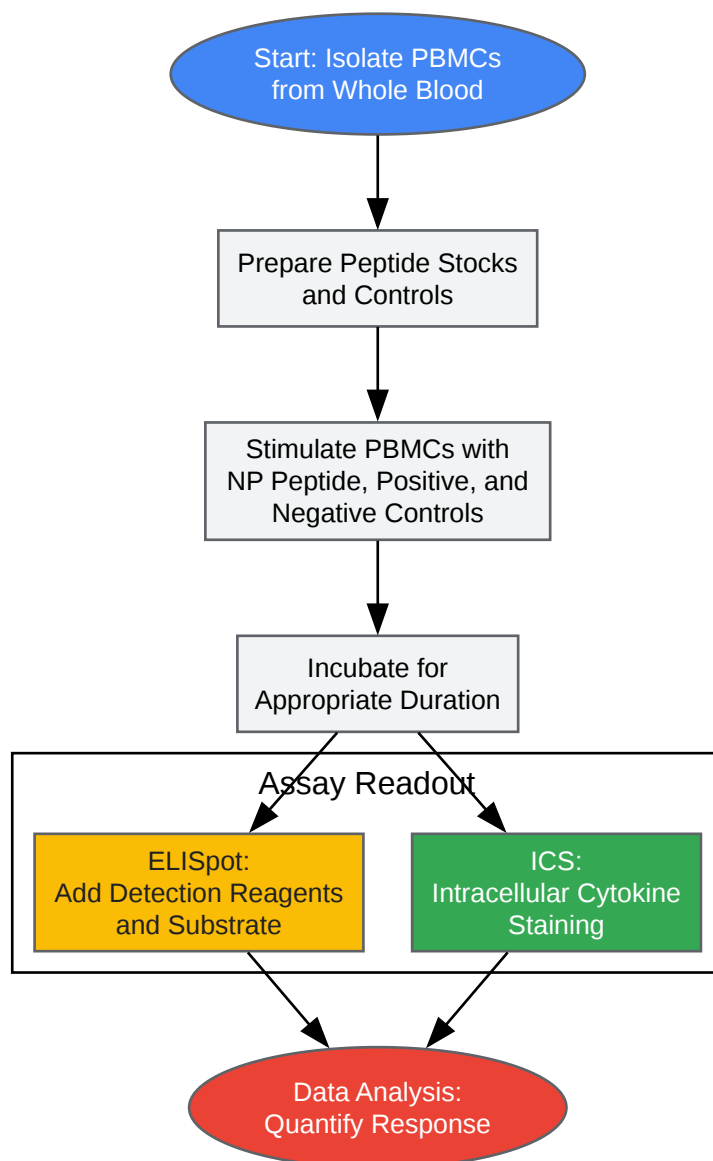 Start: Isolate PBMCs
from Whole Blood
Prepare Peptide Stocks
and Controls
Stimulate PBMCs with
NP Peptide, Positive, and
Negative Controls
Incubate for
Appropriate Duration
Assay Readout
ELISpot:
Add Detection Reagents
and Substrate
ICS:
Intracellular Cytokine
Staining
Data Analysis:
Quantify Response